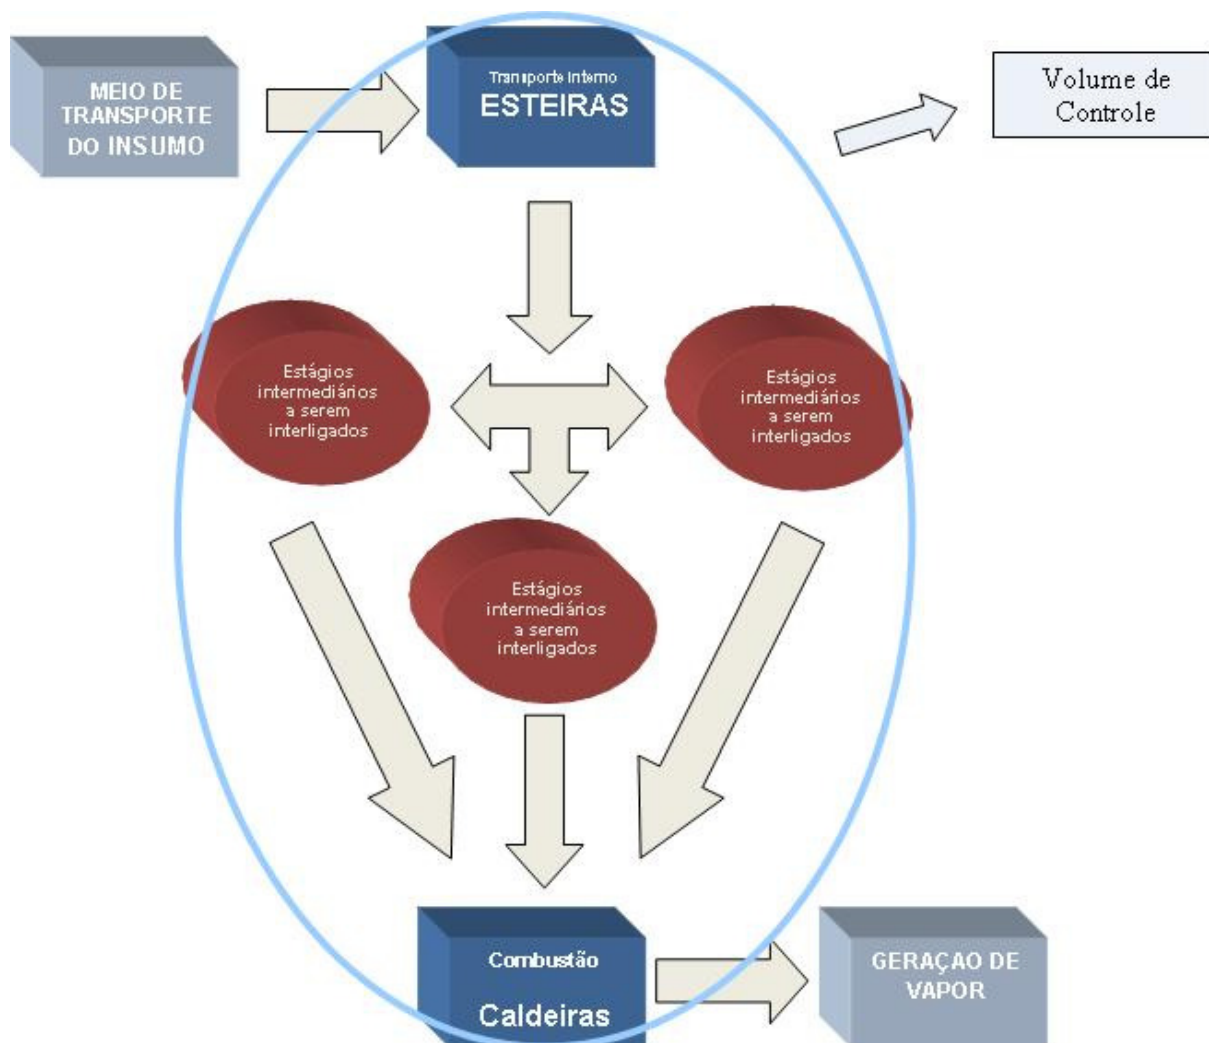 MEIO DE
TRANSPORTE
DO INSUMO
Transporte Interno
ESTEIRAS
Volume de
Controle
Estágios
intermediários
a serem
interligados
Estágios
intermediários
a serem
interligados
Estágios
intermediários
a serem
interligados
Combustão
Caldeiras
GERAÇAO DE
VAPOR